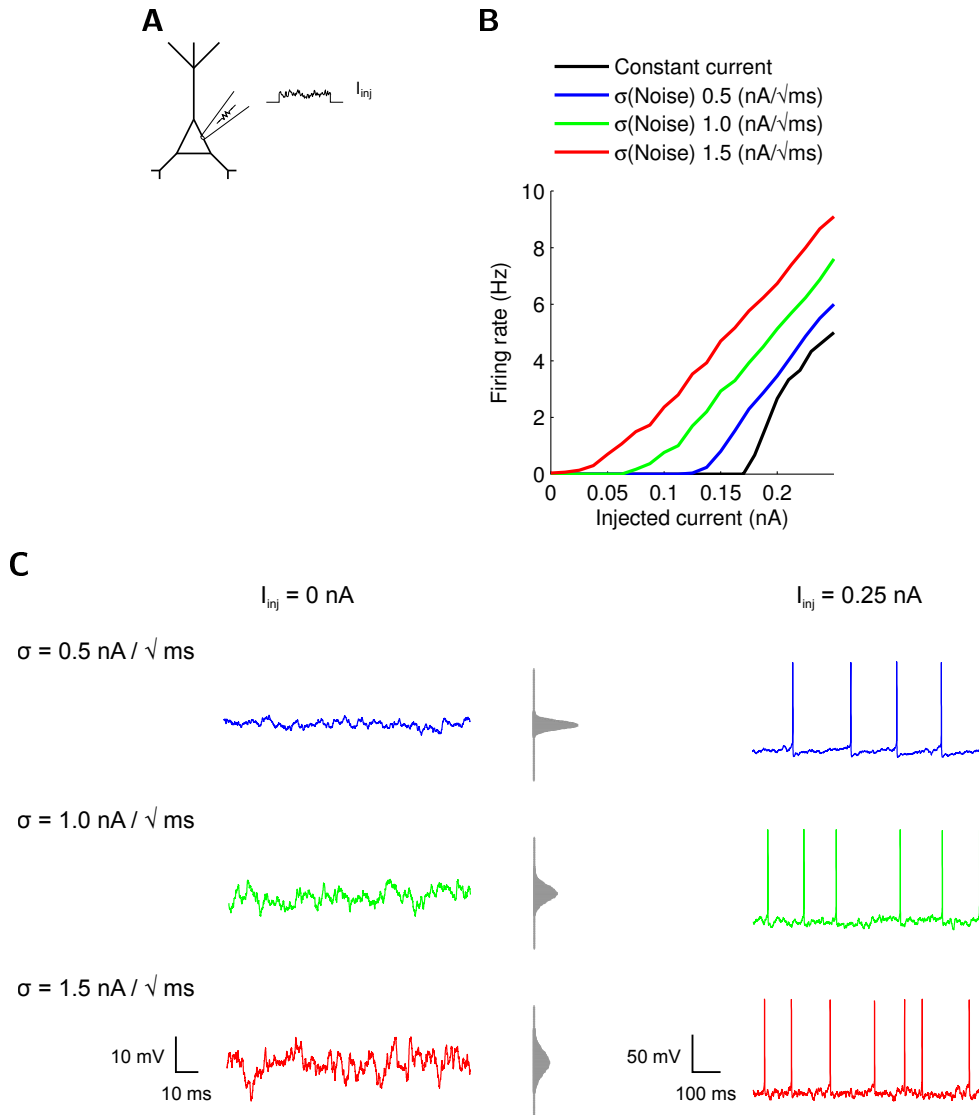 A
I_inj
B
Constant current
σ(Noise) 0.5 (nA/√ms)
σ(Noise) 1.0 (nA/√ms)
σ(Noise) 1.5 (nA/√ms)
10
8
6
4
2
0
Firing rate (Hz)
0 0.05 0.1 0.15 0.2
Injected current (nA)
C
I_inj = 0 nA
I_inj = 0.25 nA
σ = 0.5 nA / √ ms
σ = 1.0 nA / √ ms
σ = 1.5 nA / √ ms
10 mV
10 ms
50 mV
100 ms